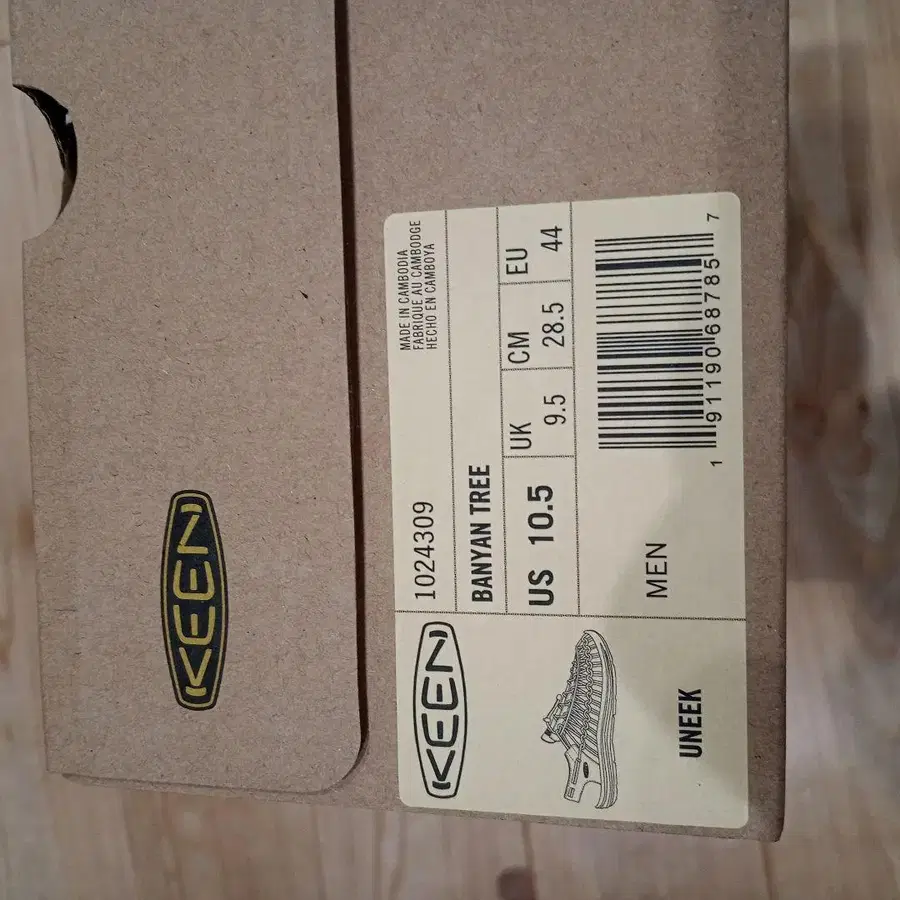 KEEN
KEEN
UNEEK
1024309
MADE IN CAMBODIA
FABRIQUE AU CAMBODGE
HECHO EN CAMBOYA
BANYAN TREE
US 10.5
UK 9.5
CM 28.5
EU 44
MEN
1 91190 68785 7